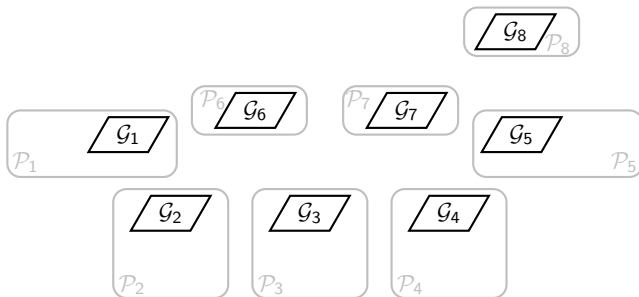 𝒢₈ 𝒫₈
𝒫₆ 𝒢₆ 𝒫₇ 𝒢₇
𝒢₁ 𝒢₅
𝒫₁ 𝒫₅
𝒢₂ 𝒢₃ 𝒢₄
𝒫₂ 𝒫₃ 𝒫₄